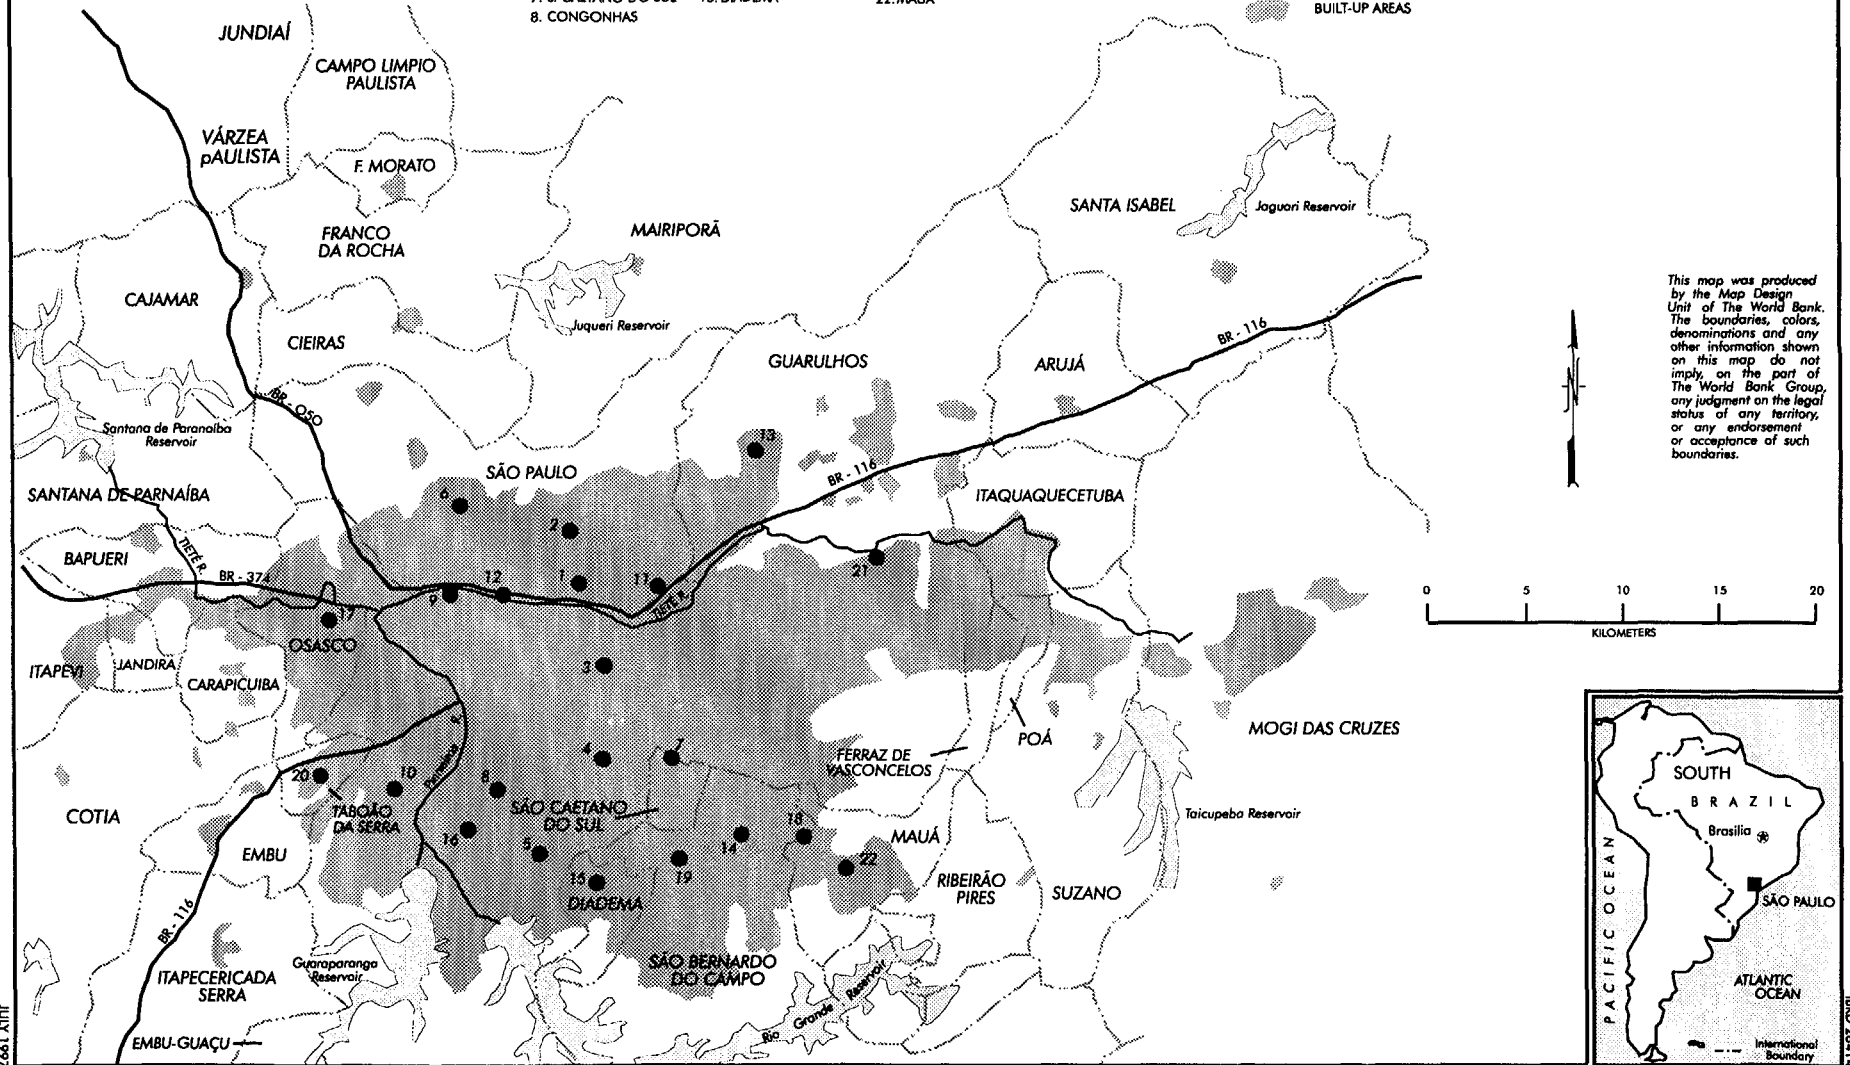 8. CONGONHAS
BUILT-UP AREAS
JUNDIAÍ
CAMPO LIMPIO
PAULISTA
VÁRZEA
pAULISTA
F. MORATO
FRANCO
DA ROCHA
MAIRIPORÃ
SANTA ISABEL
Jaguari Reservoir
CAJAMAR
CIEIRAS
Juqueri Reservoir
GUARULHOS
ARUJÁ
BR - 116
This map was produced
by the Map Design
Unit of The World Bank.
The boundaries, colors,
denominations and any
other information shown
on this map do not
imply, on the part of
The World Bank Group,
any judgment on the legal
status of any territory,
or any endorsement
or acceptance of such
boundaries.
N
BR - O50
Santana de Paranaíba
Reservoir
13
SÃO PAULO
BR - 116
SANTANA DE PARNAÍBA
ITAQUAQUECETUBA
6
2
BAPUERI
TIETÊ R.
BR - 374
12
1
11
21
9
TIETÊ R.
17
OSASCO
0 5 10 15 20
KILOMETERS
ITAPEVI
JANDIRA
CARAPICUIBA
3
R.
MOGI DAS CRUZES
POÁ
FERRAZ DE
VASCONCELOS
4
7
20
10
8
COTIA
TABOÃO
DA SERRA
SÃO CAETANO
DO SUL
Taicupeba Reservoir
16
5
14
18
MAUÁ
22
EMBU
15
19
DIADEMA
RIBEIRÃO
PIRES
SUZANO
BR - 116
ITAPECERICADA
SERRA
Guaraparanga
Reservoir
SÃO BERNARDO
DO CAMPO
Rio Grande Reservoir
EMBU-GUAÇU
SOUTH
BRAZIL
Brasilia
SÃO PAULO
PACIFIC OCEAN
ATLANTIC
OCEAN
International
Boundary